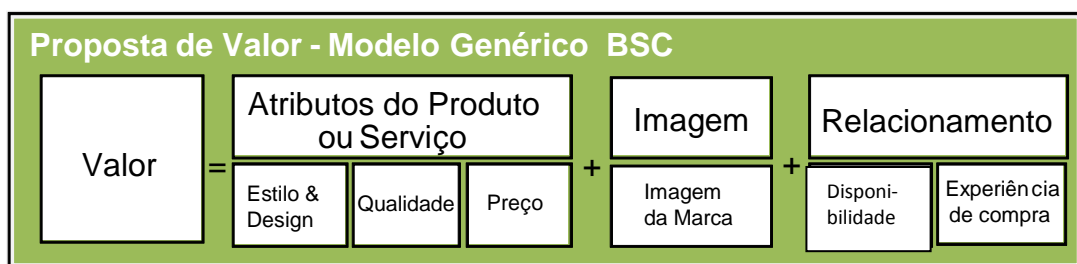 Proposta de Valor - Modelo Genérico BSC
Valor
=
Atributos do Produto
ou Serviço
Estilo &
Design
Qualidade
Preço
+
Imagem
Imagem
da Marca
+
Relacionamento
Disponi-
bilidade
Experiên cia
de compra